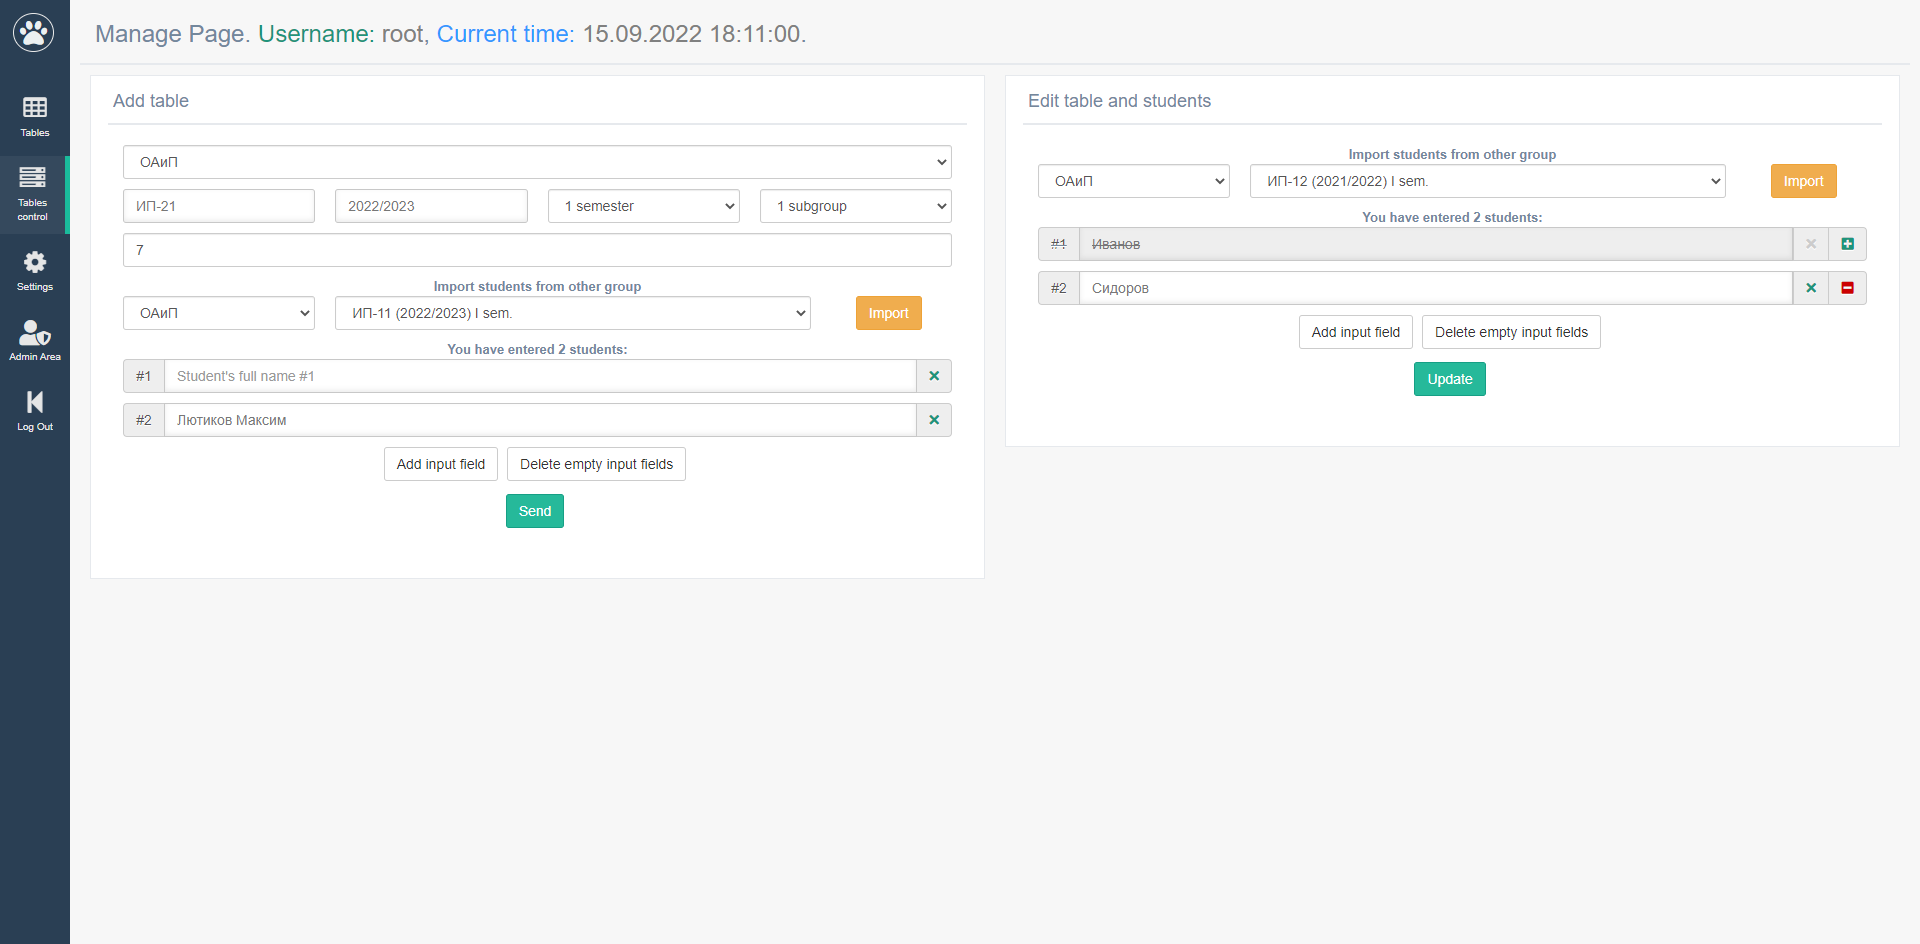 Manage Page. Username: root, Current time: 15.09.2022 18:11:00.
Tables
Tables
control
Settings
Admin Area
Log Out
Add table
ОАиП
ИП-21 2022/2023 1 semester 1 subgroup
7
Import students from other group
ОАиП ИП-11 (2022/2023) I sem. Import
You have entered 2 students:
#1 Student's full name #1
#2 Лютиков Максим
Add input field Delete empty input fields
Send
Edit table and students
Import students from other group
ОАиП ИП-12 (2021/2022) I sem. Import
You have entered 2 students:
#1 Иванов
#2 Сидоров
Add input field Delete empty input fields
Update